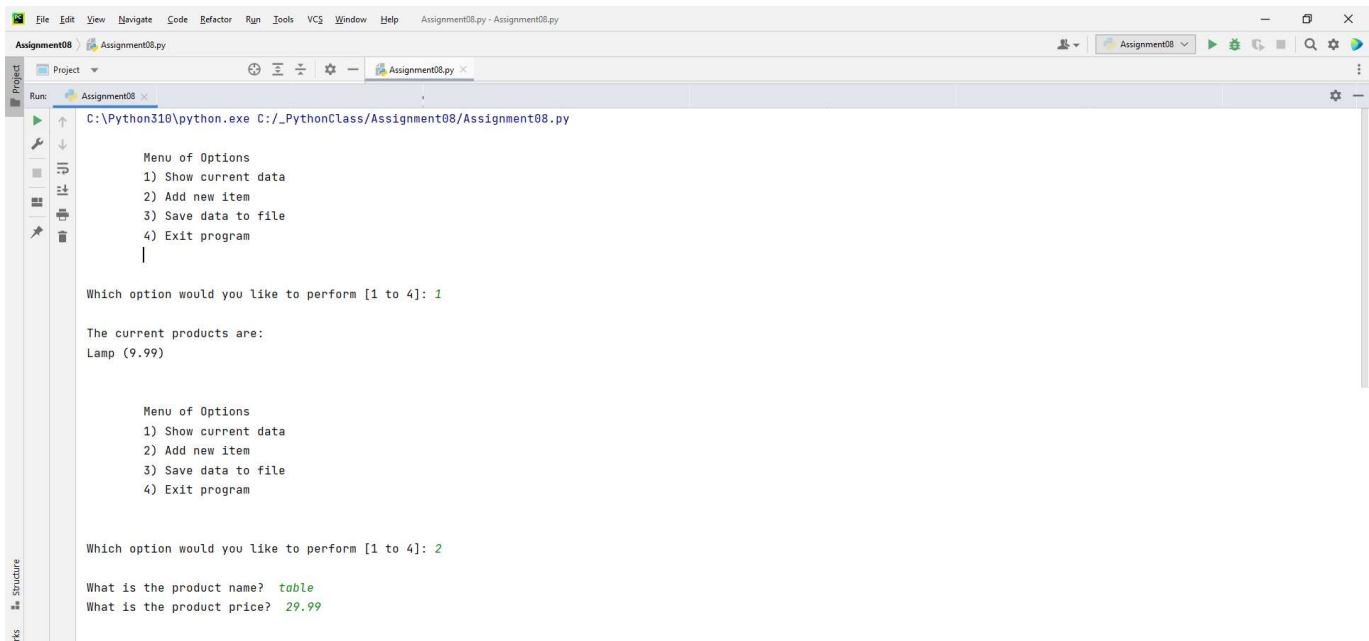 File Edit View Navigate Code Refactor Run Tools VCS Window Help Assignment08.py - Assignment08.py
Assignment08 Assignment08.py Assignment08
Project Project Assignment08.py
Run: Assignment08
C:\Python310\python.exe C:/_PythonClass/Assignment08/Assignment08.py
Menu of Options
1) Show current data
2) Add new item
3) Save data to file
4) Exit program
Which option would you like to perform [1 to 4]: 1
The current products are:
Lamp (9.99)
Menu of Options
1) Show current data
2) Add new item
3) Save data to file
4) Exit program
Which option would you like to perform [1 to 4]: 2
What is the product name? table
What is the product price? 29.99
Structure